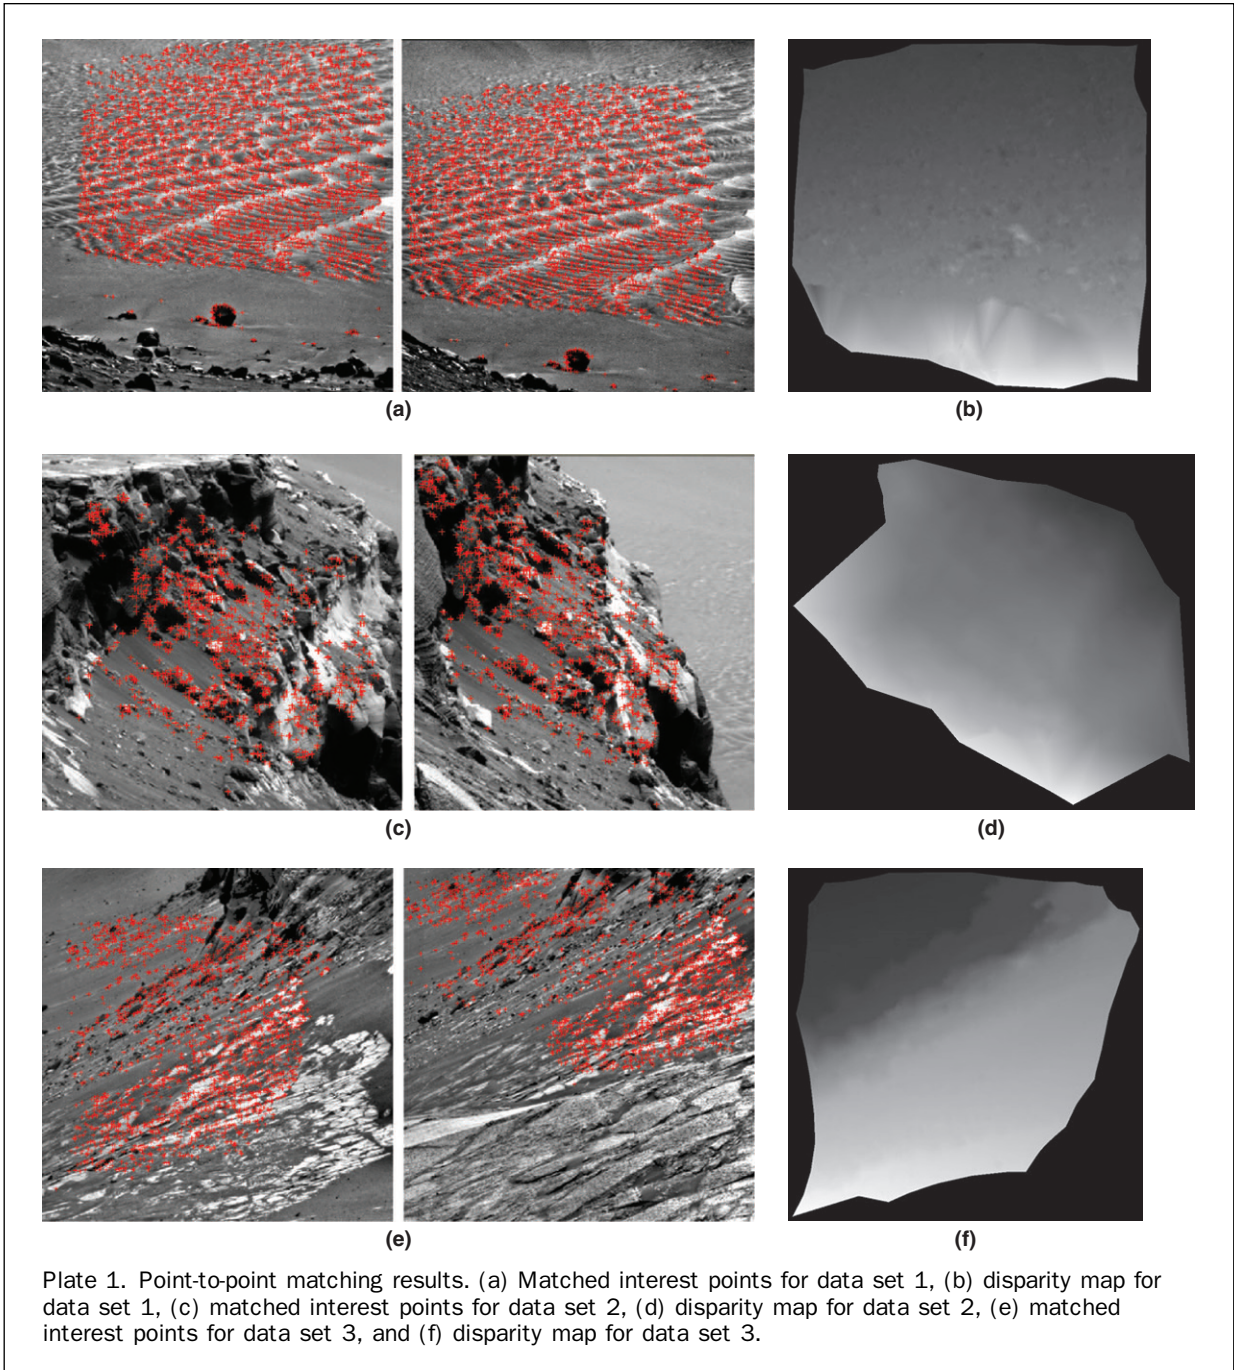 (a)
(b)
(c)
(d)
(e)
(f)
Plate 1. Point-to-point matching results. (a) Matched interest points for data set 1, (b) disparity map for
data set 1, (c) matched interest points for data set 2, (d) disparity map for data set 2, (e) matched
interest points for data set 3, and (f) disparity map for data set 3.